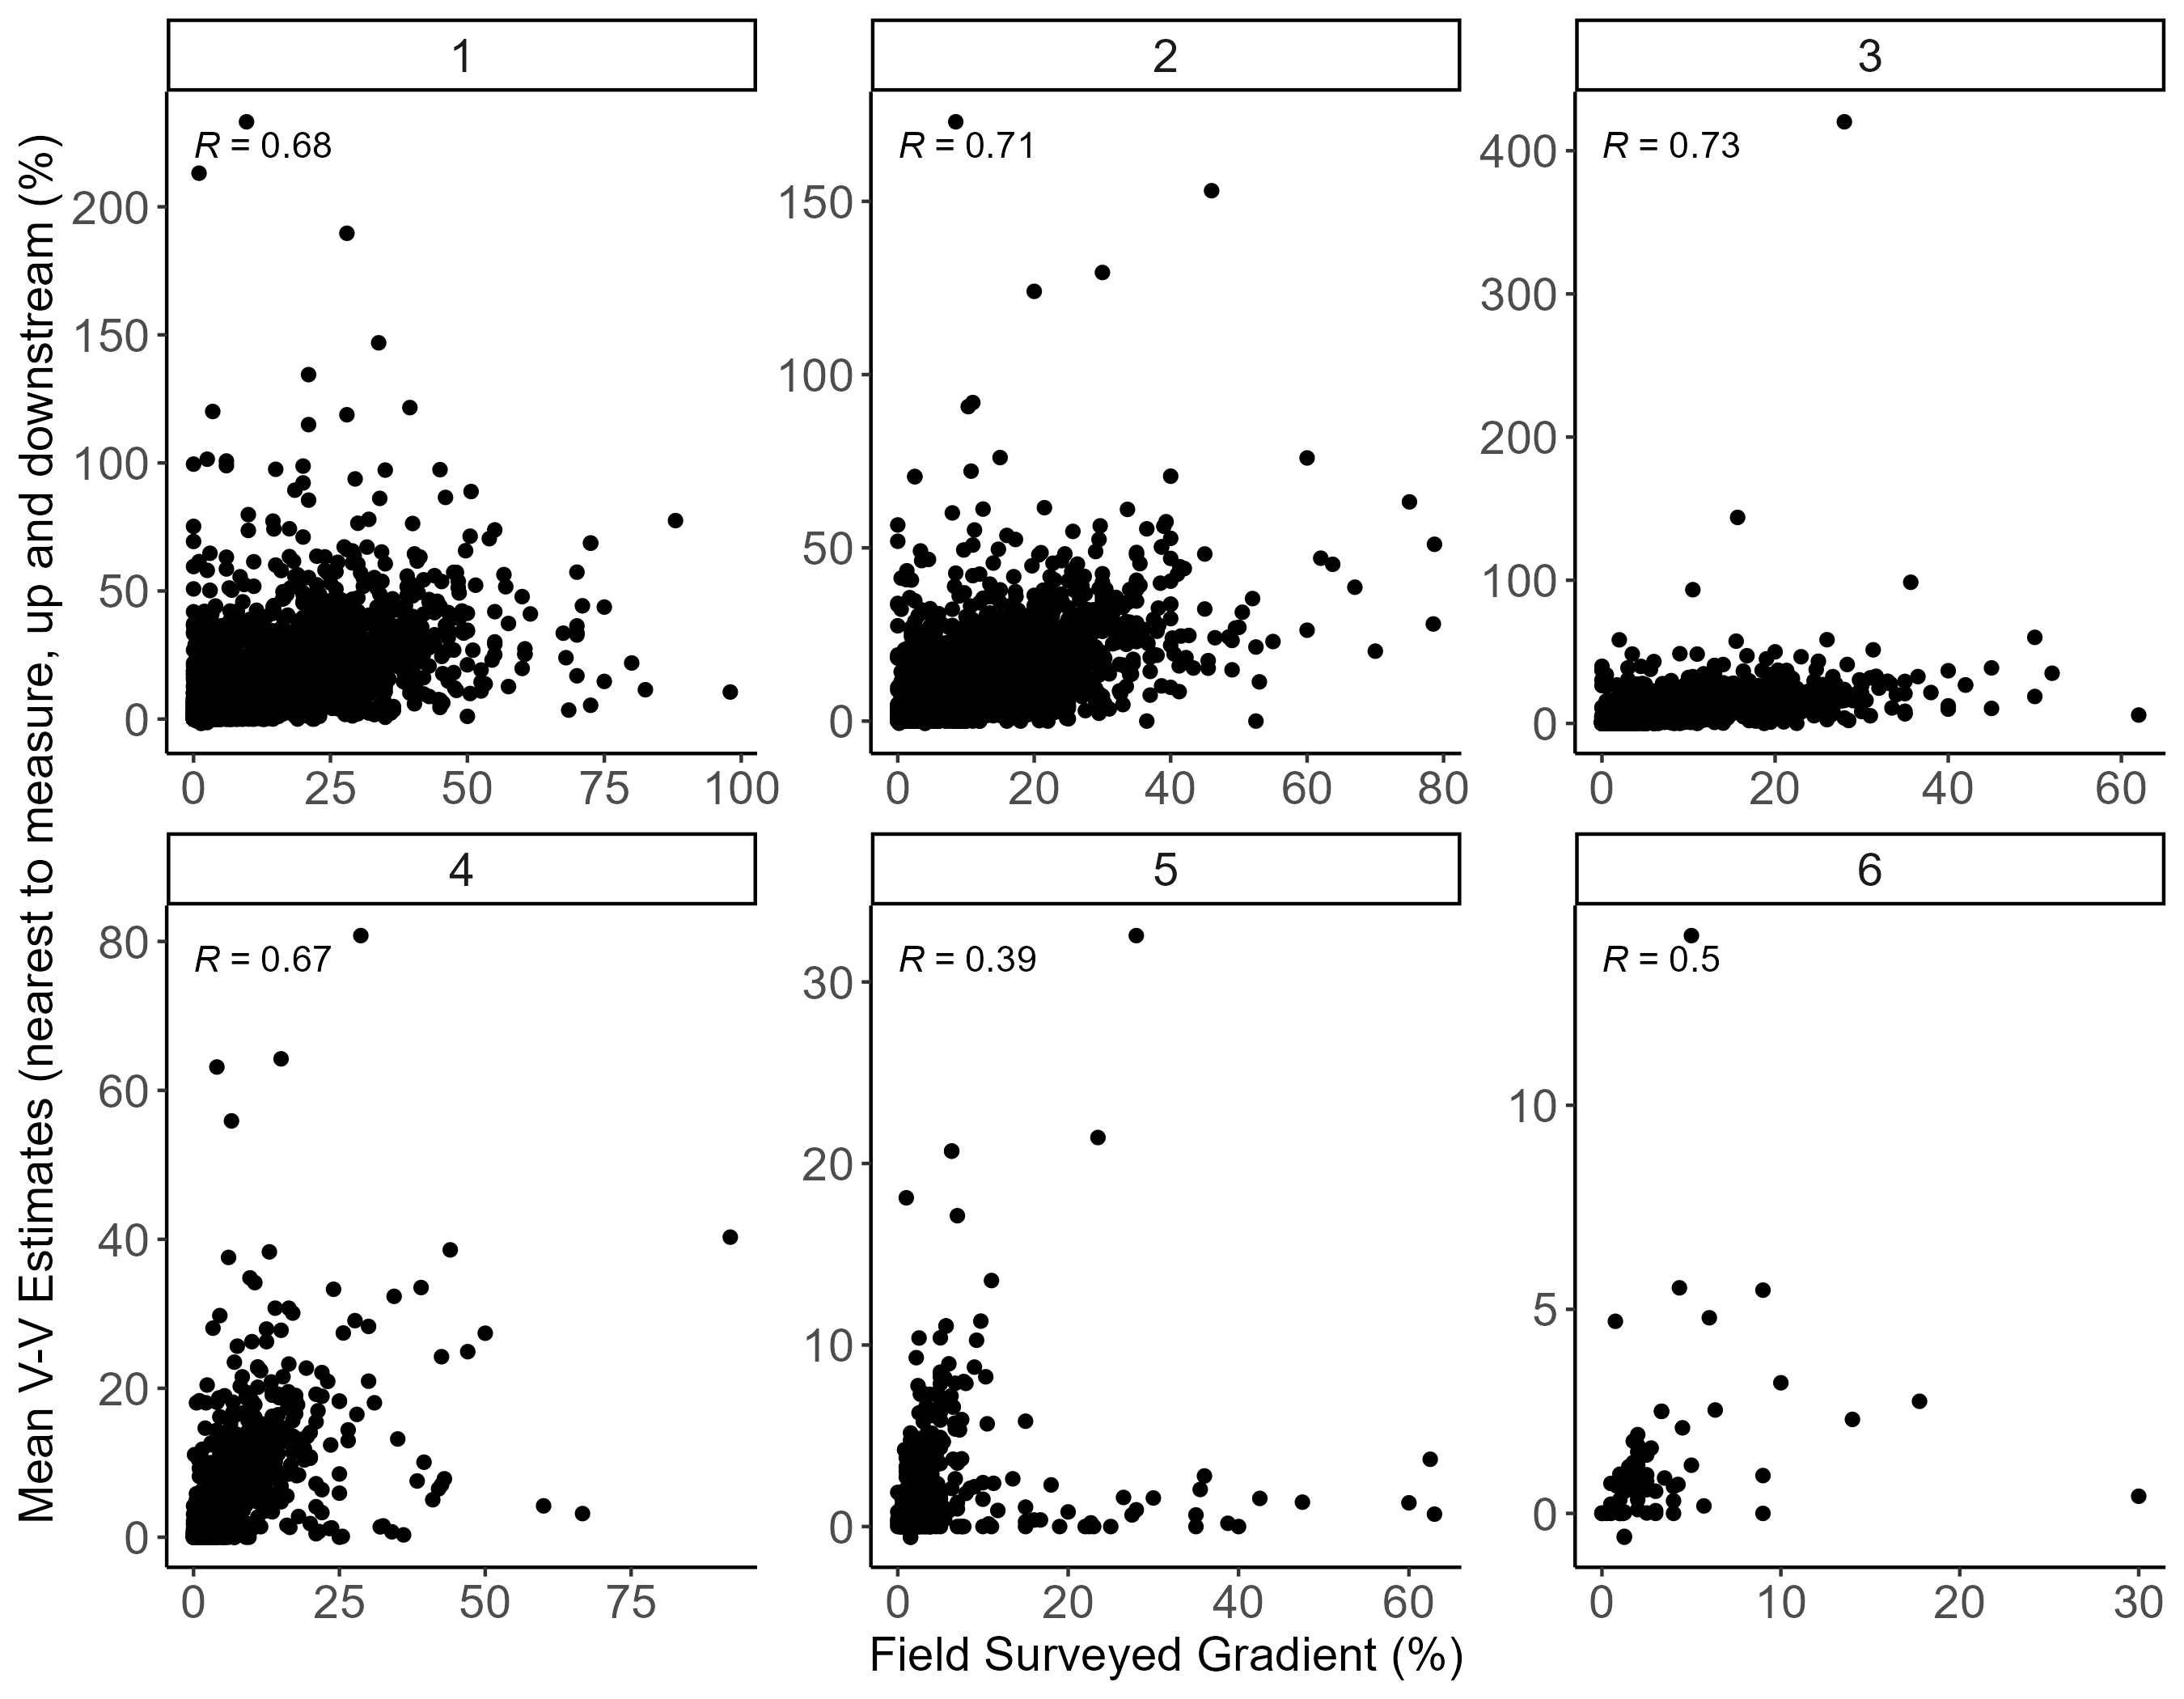 1
2
3
Mean V-V Estimates (nearest to measure, up and downstream (%)
R = 0.68
200
150
100
50
0
0 25 50 75 100
R = 0.71
150
100
50
0
0 20 40 60 80
R = 0.73
400
300
200
100
0
0 20 40 60
4
5
6
R = 0.67
80
60
40
20
0
0 25 50 75
R = 0.39
30
20
10
0
0 20 40 60
R = 0.5
10
5
0
0 10 20 30
Field Surveyed Gradient (%)